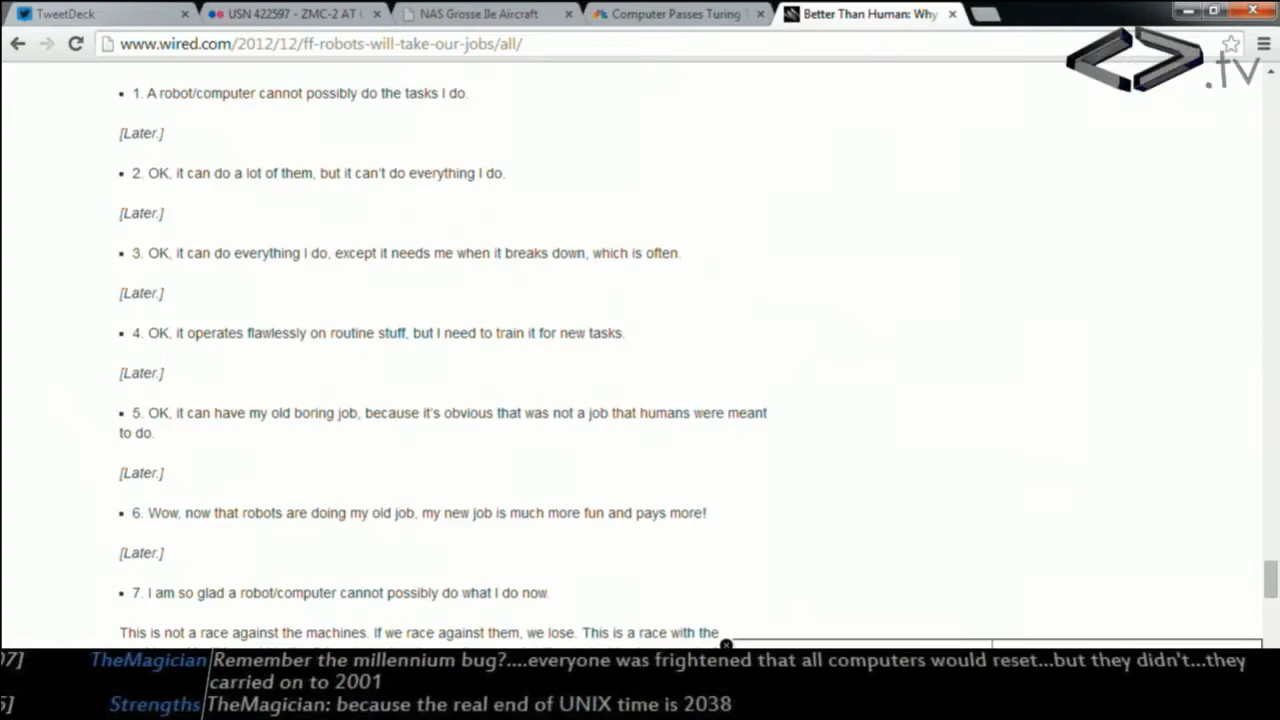 TweetDeck
USN 422597 - ZMC-2 AT
NAS Grosse Ile Aircraft
Computer Passes Turing
Better Than Human: Why
www.wired.com/2012/12/ff-robots-will-take-our-jobs/all/
.tv
▪ 1. A robot/computer cannot possibly do the tasks I do.
[Later.]
▪ 2. OK, it can do a lot of them, but it can't do everything I do.
[Later.]
▪ 3. OK, it can do everything I do, except it needs me when it breaks down, which is often.
[Later.]
▪ 4. OK, it operates flawlessly on routine stuff, but I need to train it for new tasks.
[Later.]
▪ 5. OK, it can have my old boring job, because it's obvious that was not a job that humans were meant
to do.
[Later.]
▪ 6. Wow, now that robots are doing my old job, my new job is much more fun and pays more!
[Later.]
▪ 7. I am so glad a robot/computer cannot possibly do what I do now.
This is not a race against the machines. If we race against them, we lose. This is a race with the
07] TheMagician Remember the millennium bug?....everyone was frightened that all computers would reset...but they didn't...they
carried on to 2001
5] Strengths TheMagician: because the real end of UNIX time is 2038